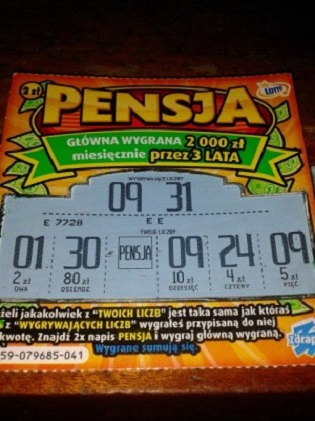 2 zł
PENSJA
LOTTO
GŁÓWNA WYGRANA 2 000 zł
miesięcznie przez 3 LATA
WYGRYWAJĄCE LICZBY
09 31
E 7728 E E
TWOJE LICZBY
01 30 PENSJA 09 24 09
2 zł 80 zł 10 zł 4 zł 5 zł
DWA OSIEMDZ DZIESIĘĆ CZTERY PIĘĆ
żeli jakakolwiek z "TWOICH LICZB" jest taka sama jak któraś
z "WYGRYWAJĄCYCH LICZB" wygrałeś przypisaną do niej
kwotę. Znajdź 2x napis PENSJA i wygraj główną wygraną.
Wygrane sumują się.
59-079685-041
Zdrap